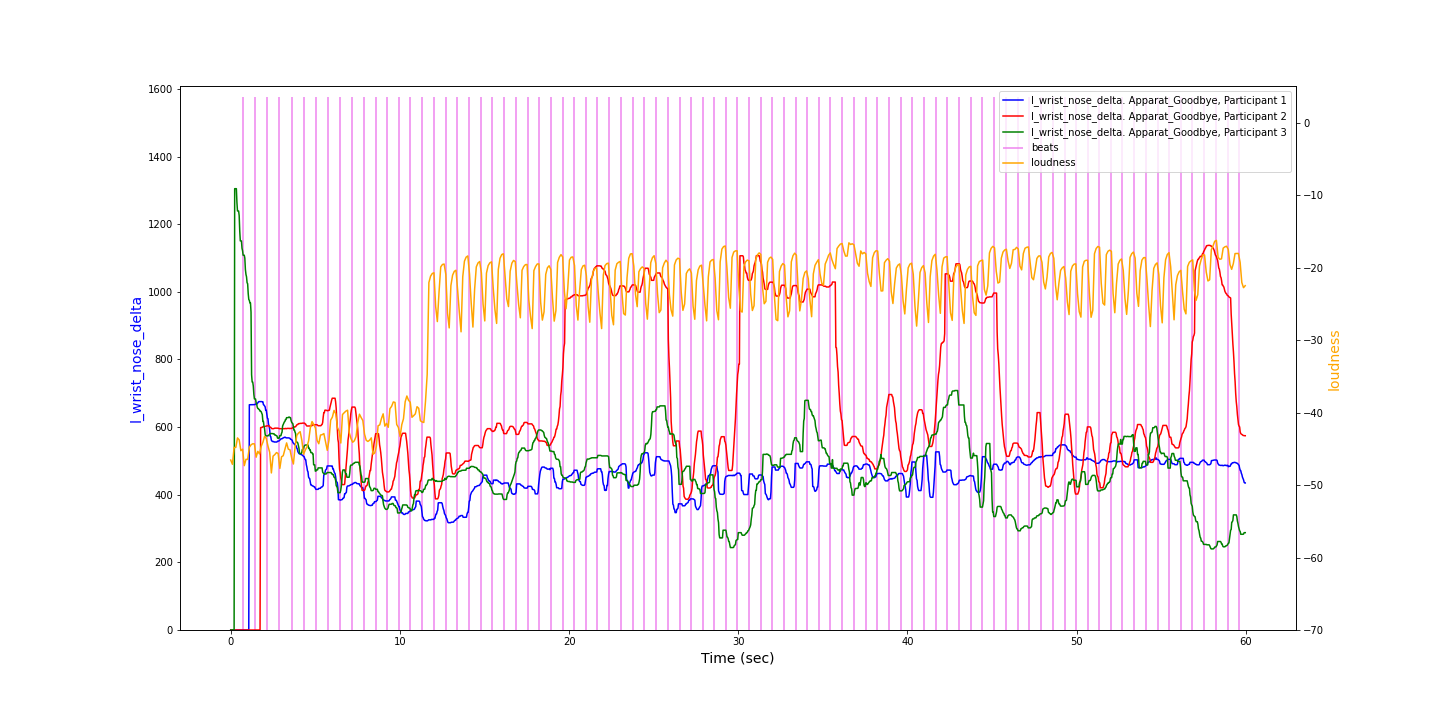 l_wrist_nose_delta. Apparat_Goodbye, Participant 1
l_wrist_nose_delta. Apparat_Goodbye, Participant 2
l_wrist_nose_delta. Apparat_Goodbye, Participant 3
beats
loudness
1600
1400
1200
1000
800
600
400
200
0
l_wrist_nose_delta
0
−10
−20
−30
−40
−50
−60
−70
loudness
0 10 20 30 40 50 60
Time (sec)